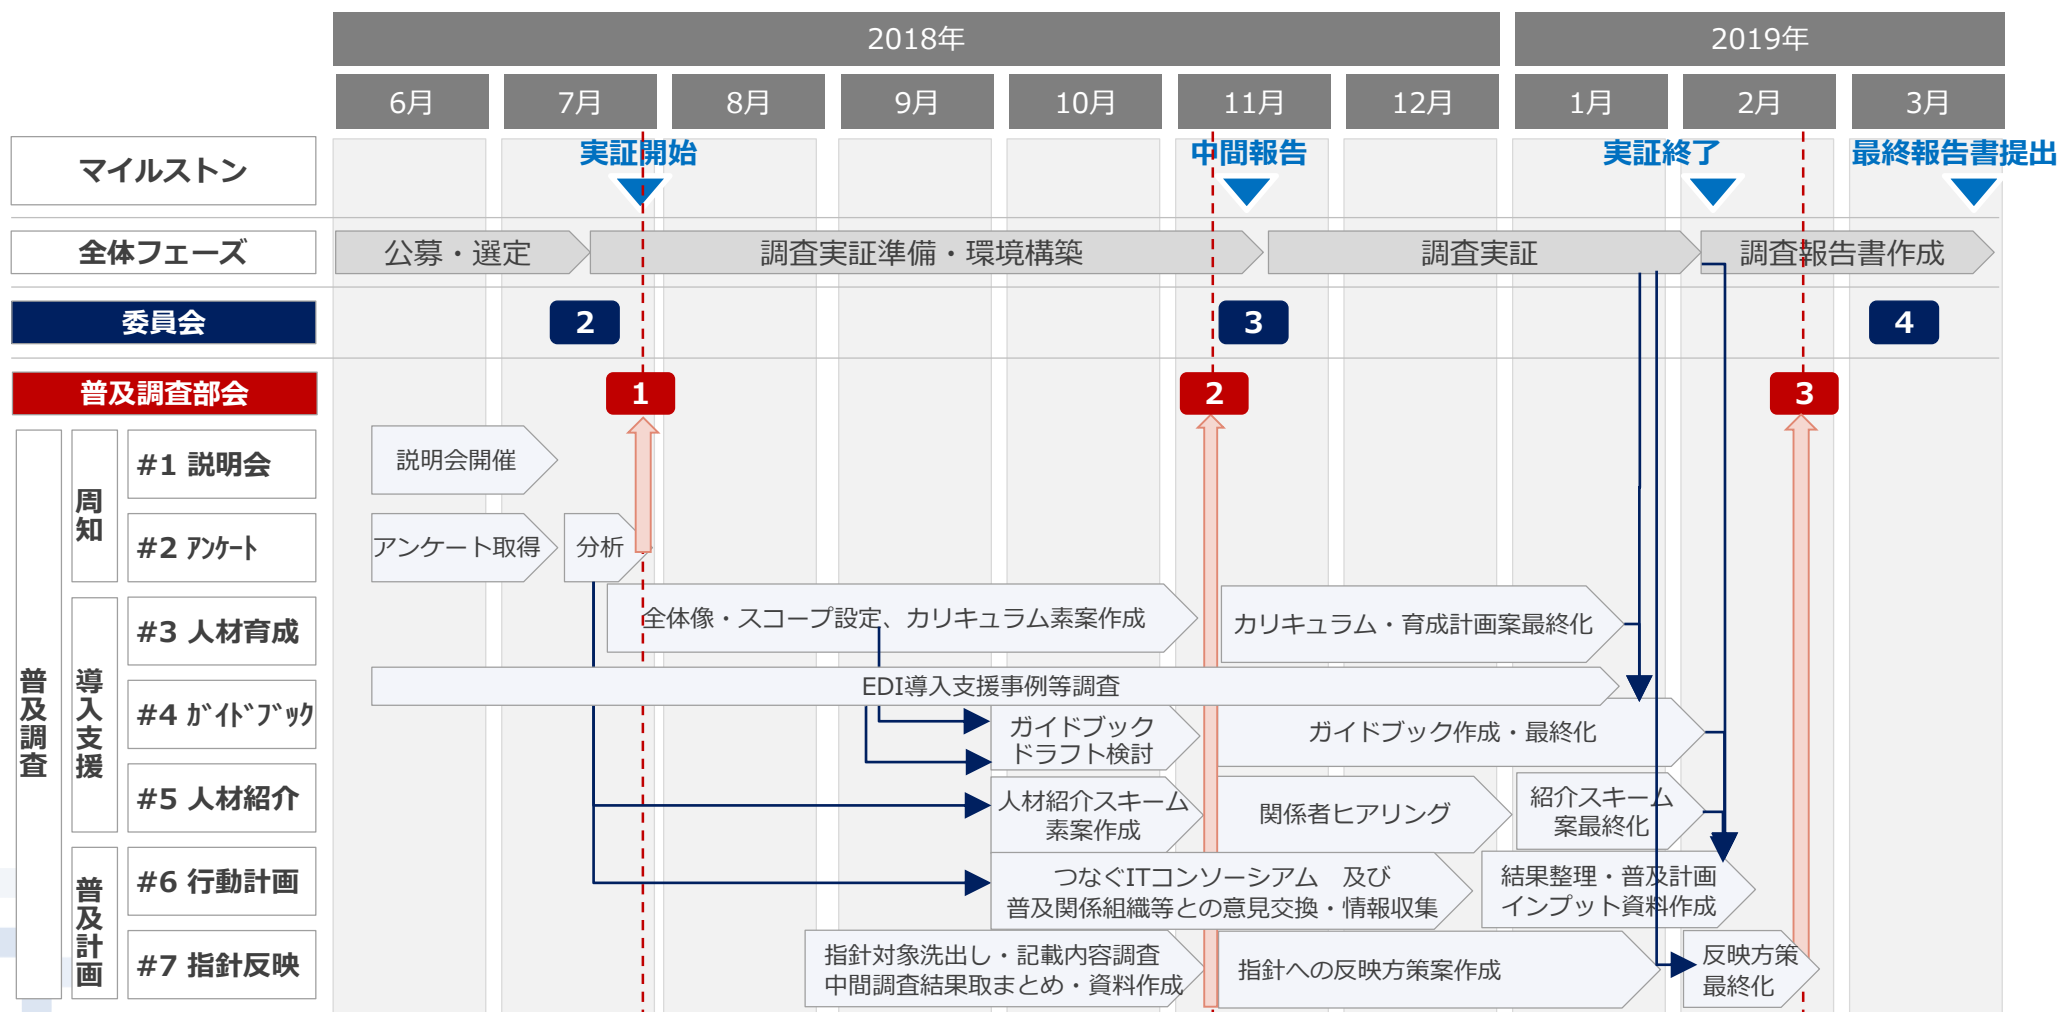 2018年
2019年
6月
7月
8月
9月
10月
11月
12月
1月
2月
3月
マイルストン
実証開始
中間報告
実証終了
最終報告書提出
全体フェーズ
公募・選定
調査実証準備・環境構築
調査実証
調査報告書作成
委員会
2
3
4
普及調査部会
1
2
3
普及調査
周知
#1 説明会
説明会開催
#2 ｱﾝｹｰﾄ
アンケート取得
分析
導入支援
#3 人材育成
全体像・スコープ設定、カリキュラム素案作成
カリキュラム・育成計画案最終化
EDI導入支援事例等調査
#4 ｶﾞｲﾄﾞﾌﾞｯｸ
ガイドブック
ドラフト検討
ガイドブック作成・最終化
#5 人材紹介
人材紹介スキーム
素案作成
関係者ヒアリング
紹介スキーム
案最終化
普及計画
#6 行動計画
つなぐITコンソーシアム　及び
普及関係組織等との意見交換・情報収集
結果整理・普及計画
インプット資料作成
#7 指針反映
指針対象洗出し・記載内容調査
中間調査結果取まとめ・資料作成
指針への反映方策案作成
反映方策
最終化